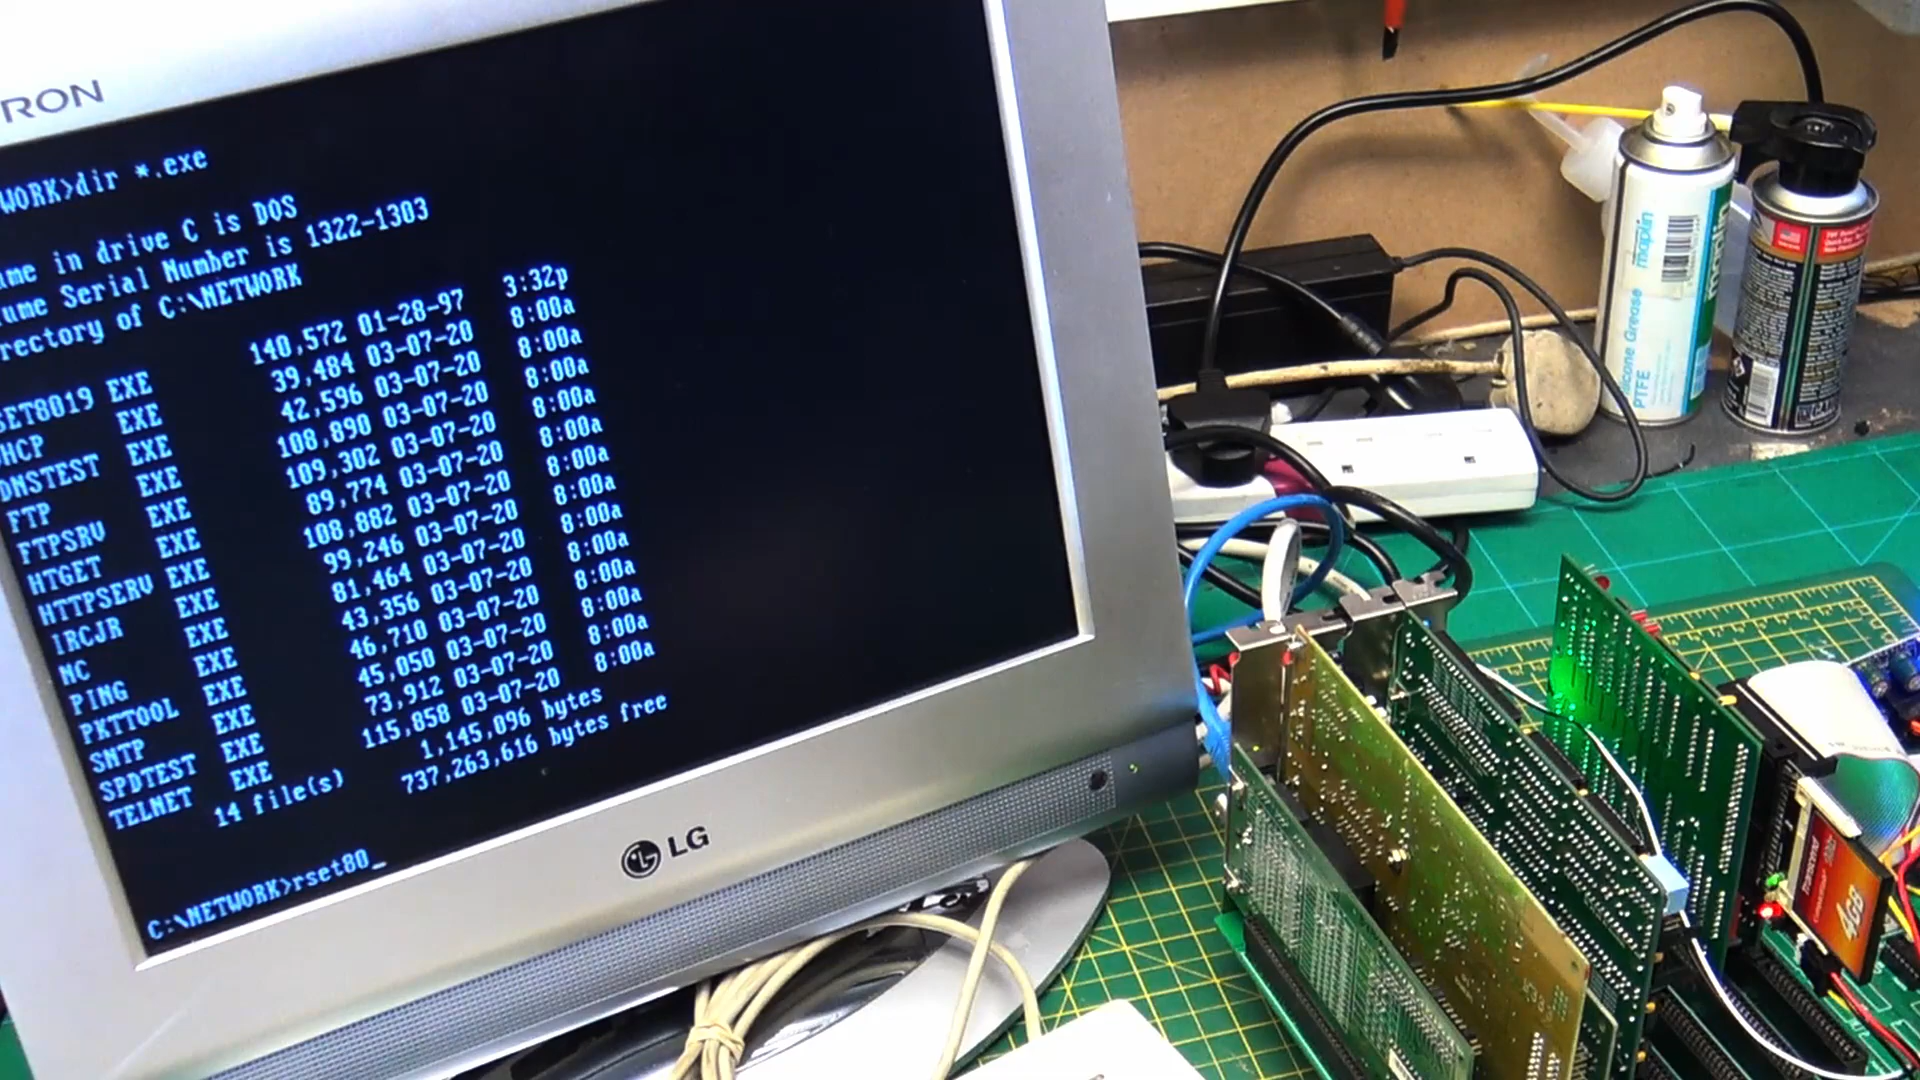 RON
WORK>dir *.exe
ume in drive C is DOS
ume Serial Number is 1322-1303
rectory of C:\NETWORK
SET8019 EXE 140,572 01-28-97 3:32p
HCP EXE 39,484 03-07-20 8:00a
DNSTEST EXE 42,596 03-07-20 8:00a
FTP EXE 108,890 03-07-20 8:00a
FTPSRV EXE 109,302 03-07-20 8:00a
HTGET EXE 89,774 03-07-20 8:00a
HTTPSERV EXE 108,882 03-07-20 8:00a
IRCJR EXE 99,246 03-07-20 8:00a
NC EXE 81,464 03-07-20 8:00a
PING EXE 43,356 03-07-20 8:00a
PKTTOOL EXE 46,710 03-07-20 8:00a
SNTP EXE 45,050 03-07-20 8:00a
SPDTEST EXE 73,912 03-07-20 8:00a
TELNET EXE 115,858 03-07-20 8:00a
14 file(s) 1,145,096 bytes
737,263,616 bytes free
C:\NETWORK>rset80_
LG
maplin
Silicone Grease
PTFE
Transcend
4GB